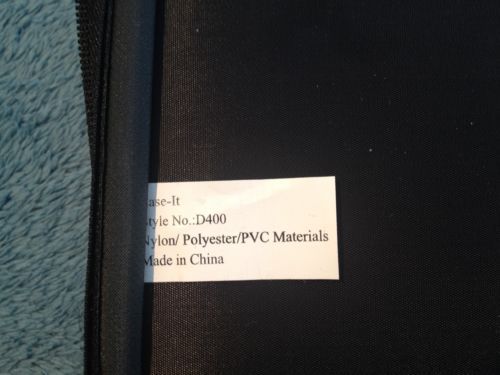 ase-It
tyle No.:D400
Nylon/ Polyester/PVC Materials
Made in China